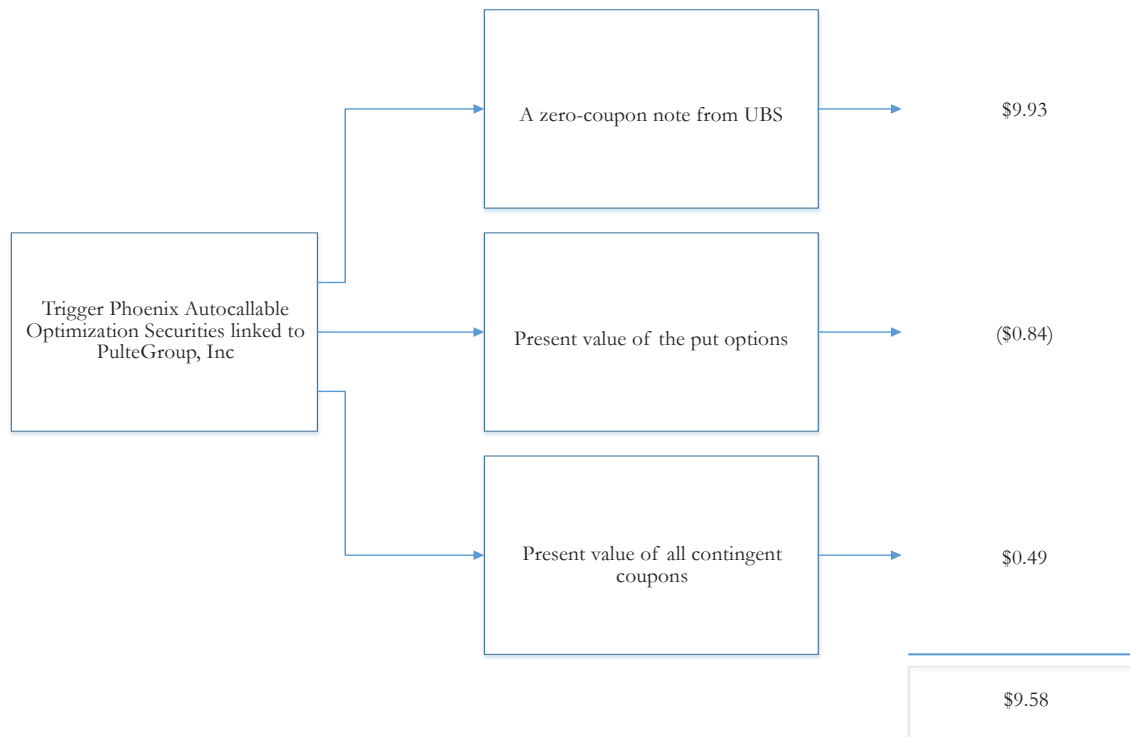 A zero-coupon note from UBS
$9.93
Trigger Phoenix Autocallable
Optimization Securities linked to
PulteGroup, Inc
Present value of the put options
($0.84)
Present value of all contingent
coupons
$0.49
$9.58